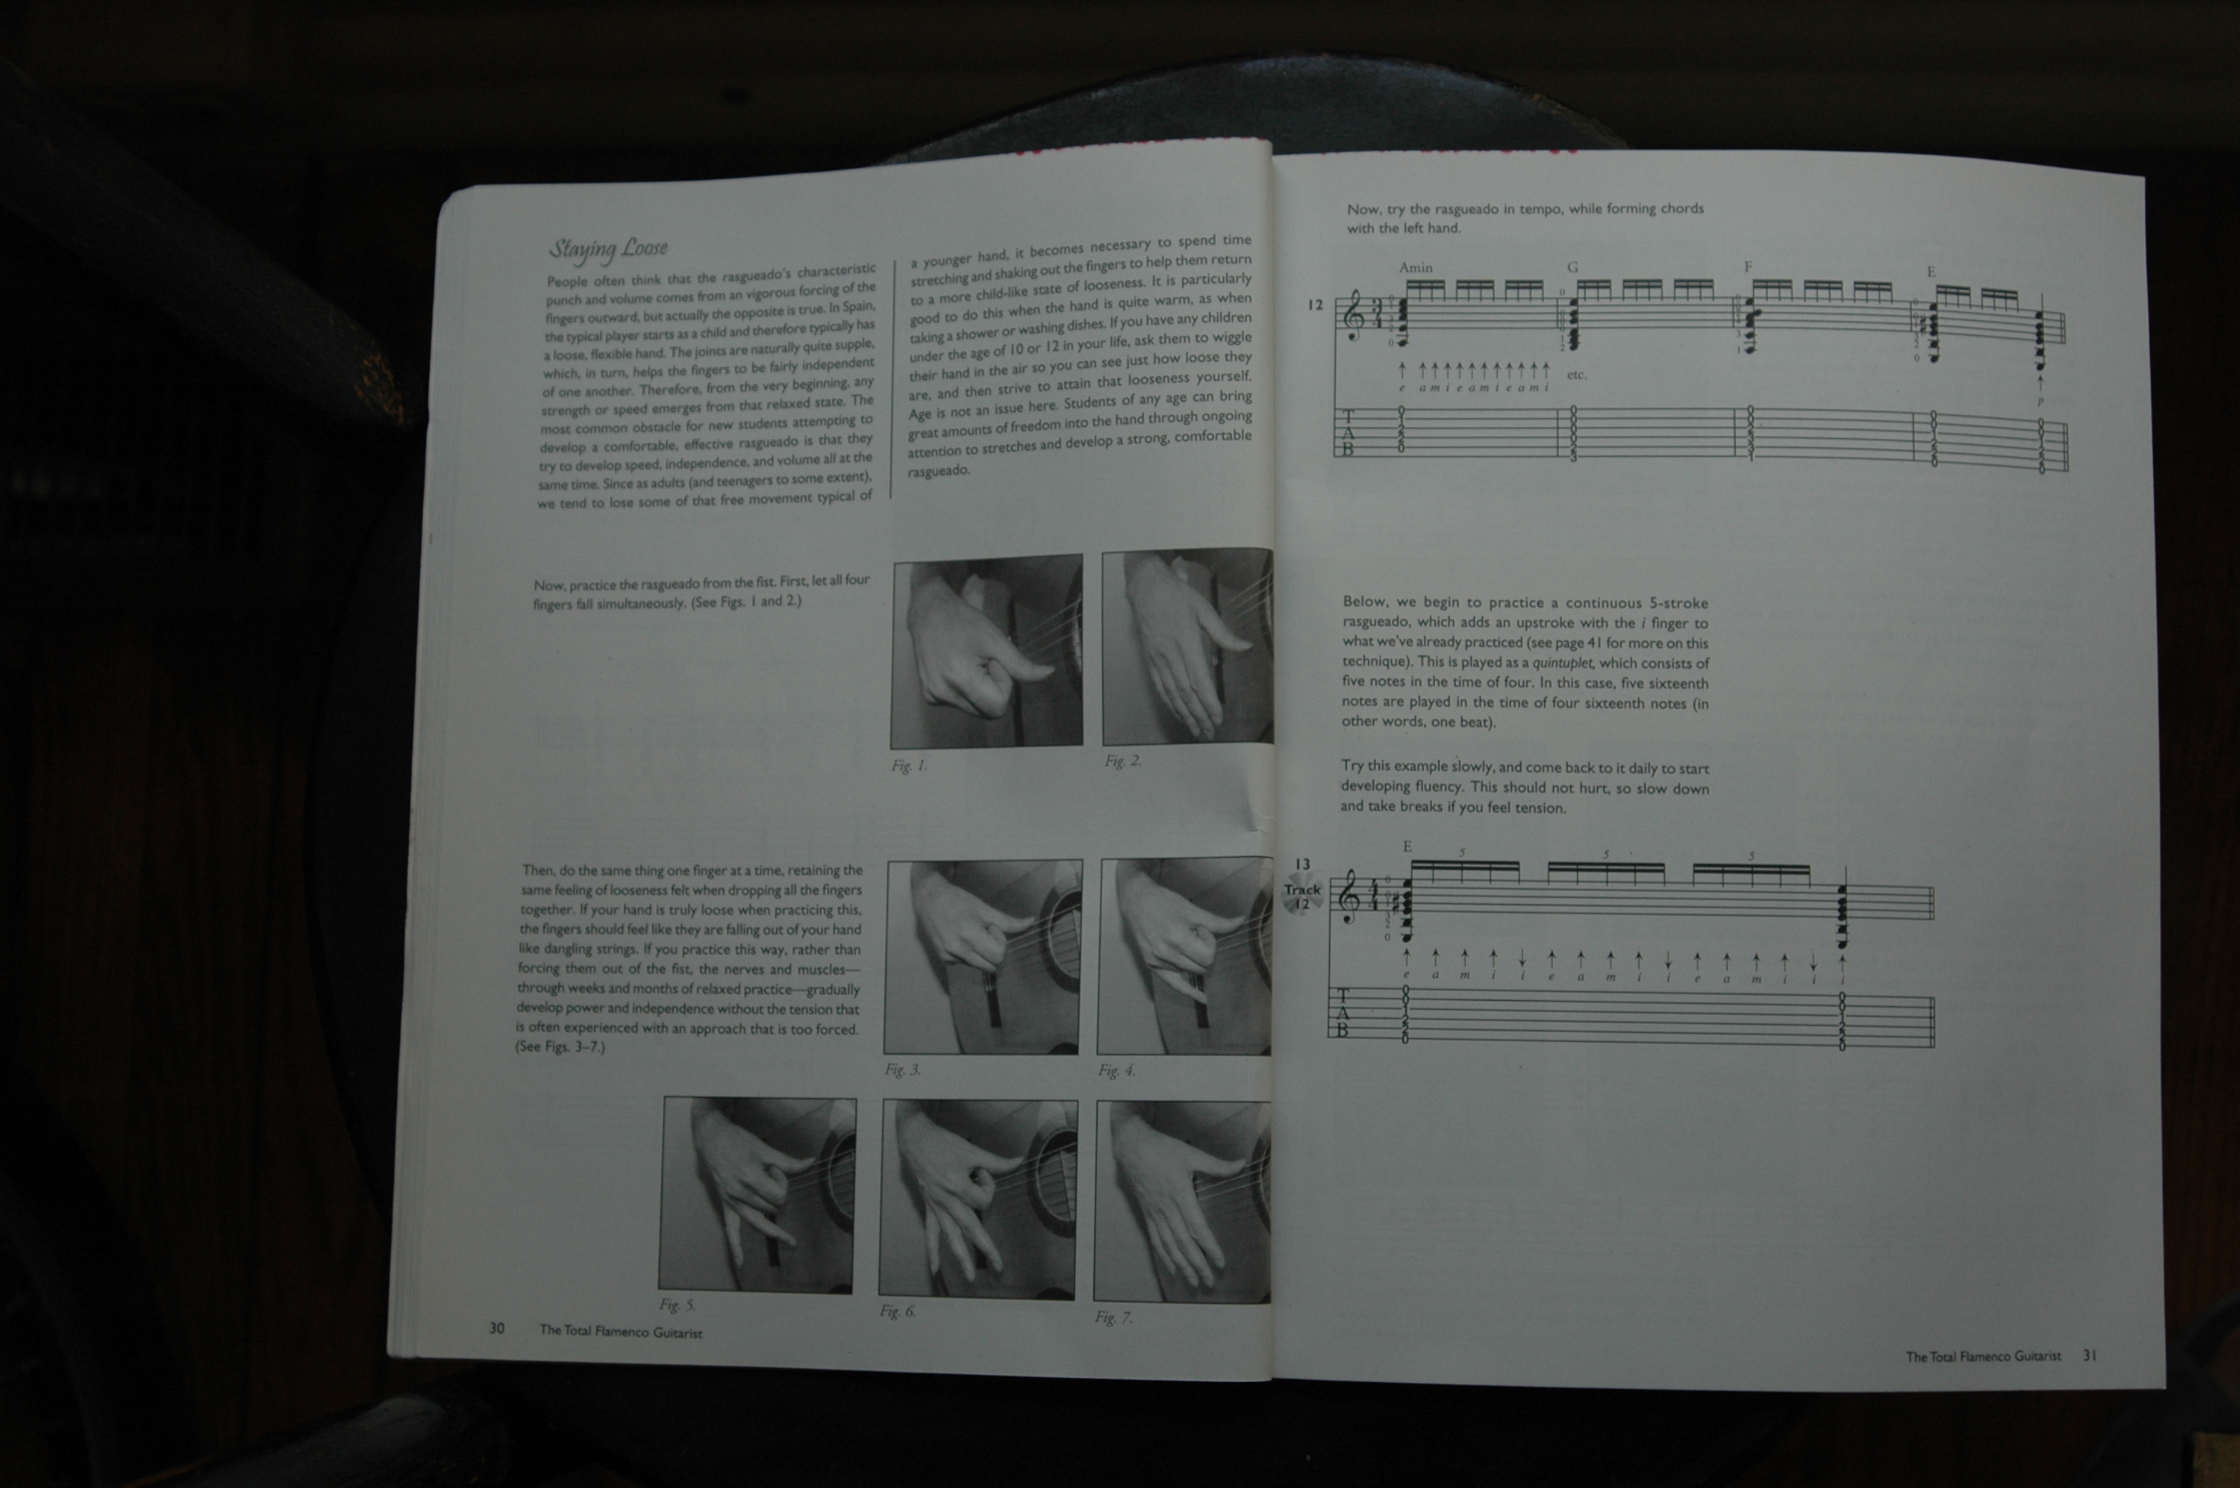 Staying Loose
People often think that the rasgueado's characteristic
punch and volume comes from an vigorous forcing of the
fingers outward, but actually the opposite is true. In Spain,
the typical player starts as a child and therefore typically has
a loose, flexible hand. The joints are naturally quite supple,
which, in turn, helps the fingers to be fairly independent
of one another. Therefore, from the very beginning, any
strength or speed emerges from that relaxed state. The
most common obstacle for new students attempting to
develop a comfortable, effective rasgueado is that they
try to develop speed, independence, and volume all at the
same time. Since as adults (and teenagers to some extent),
we tend to lose some of that free movement typical of
a younger hand, it becomes necessary to spend time
stretching and shaking out the fingers to help them return
to a more child-like state of looseness. It is particularly
good to do this when the hand is quite warm, as when
taking a shower or washing dishes. If you have any children
under the age of 10 or 12 in your life, ask them to wiggle
their hand in the air so you can see just how loose they
are, and then strive to attain that looseness yourself.
Age is not an issue here. Students of any age can bring
great amounts of freedom into the hand through ongoing
attention to stretches and develop a strong, comfortable
rasgueado.
Now, practice the rasgueado from the fist. First, let all four
fingers fall simultaneously. (See Figs. 1 and 2.)
Fig. 1.
Fig. 2.
Then, do the same thing one finger at a time, retaining the
same feeling of looseness felt when dropping all the fingers
together. If your hand is truly loose when practicing this,
the fingers should feel like they are falling out of your hand
like dangling strings. If you practice this way, rather than
forcing them out of the fist, the nerves and muscles—
through weeks and months of relaxed practice—gradually
develop power and independence without the tension that
is often experienced with an approach that is too forced.
(See Figs. 3–7.)
Fig. 3.
Fig. 4.
Fig. 5.
Fig. 6.
Fig. 7.
30 The Total Flamenco Guitarist
Now, try the rasgueado in tempo, while forming chords
with the left hand.
Amin G F E
12
3
4
e a m i e a m i e a m i etc.
p
T
A
B
Below, we begin to practice a continuous 5-stroke
rasgueado, which adds an upstroke with the i finger to
what we've already practiced (see page 41 for more on this
technique). This is played as a quintuplet, which consists of
five notes in the time of four. In this case, five sixteenth
notes are played in the time of four sixteenth notes (in
other words, one beat).
Try this example slowly, and come back to it daily to start
developing fluency. This should not hurt, so slow down
and take breaks if you feel tension.
E
5 5 5
13
Track
12
4
4
e a m i i e a m i i e a m i i i
T
A
B
The Total Flamenco Guitarist 31